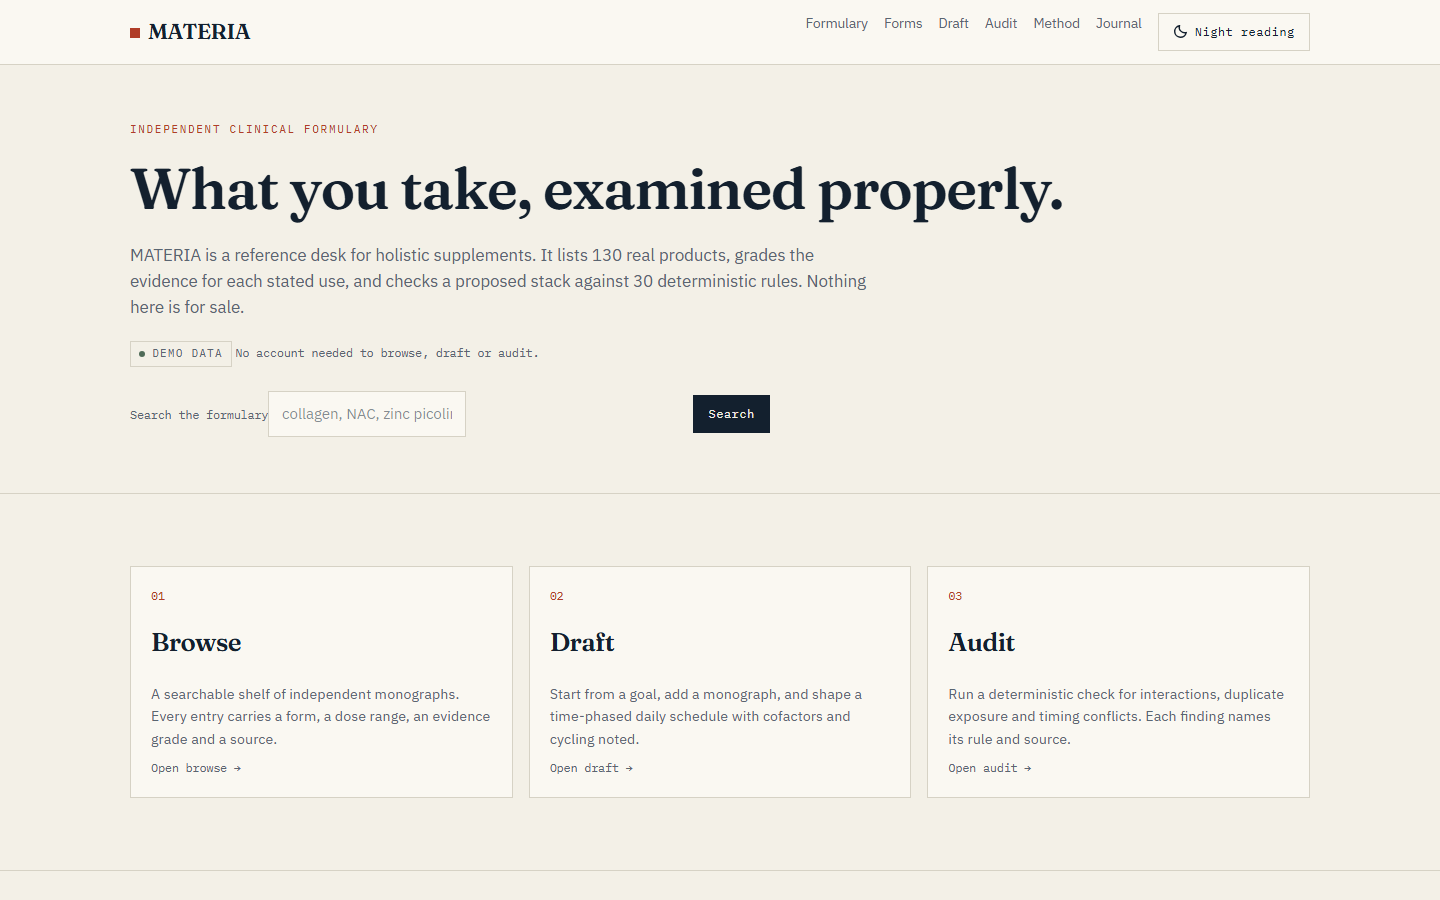 MATERIA
Formulary Forms Draft Audit Method Journal Night reading
INDEPENDENT CLINICAL FORMULARY
What you take, examined properly.
MATERIA is a reference desk for holistic supplements. It lists 130 real products, grades the
evidence for each stated use, and checks a proposed stack against 30 deterministic rules. Nothing
here is for sale.
DEMO DATA No account needed to browse, draft or audit.
Search the formulary collagen, NAC, zinc Search
01
Browse
A searchable shelf of independent monographs.
Every entry carries a form, a dose range, an evidence
grade and a source.
Open browse →
02
Draft
Start from a goal, add a monograph, and shape a
time-phased daily schedule with cofactors and
cycling noted.
Open draft →
03
Audit
Run a deterministic check for interactions, duplicate
exposure and timing conflicts. Each finding names
its rule and source.
Open audit →